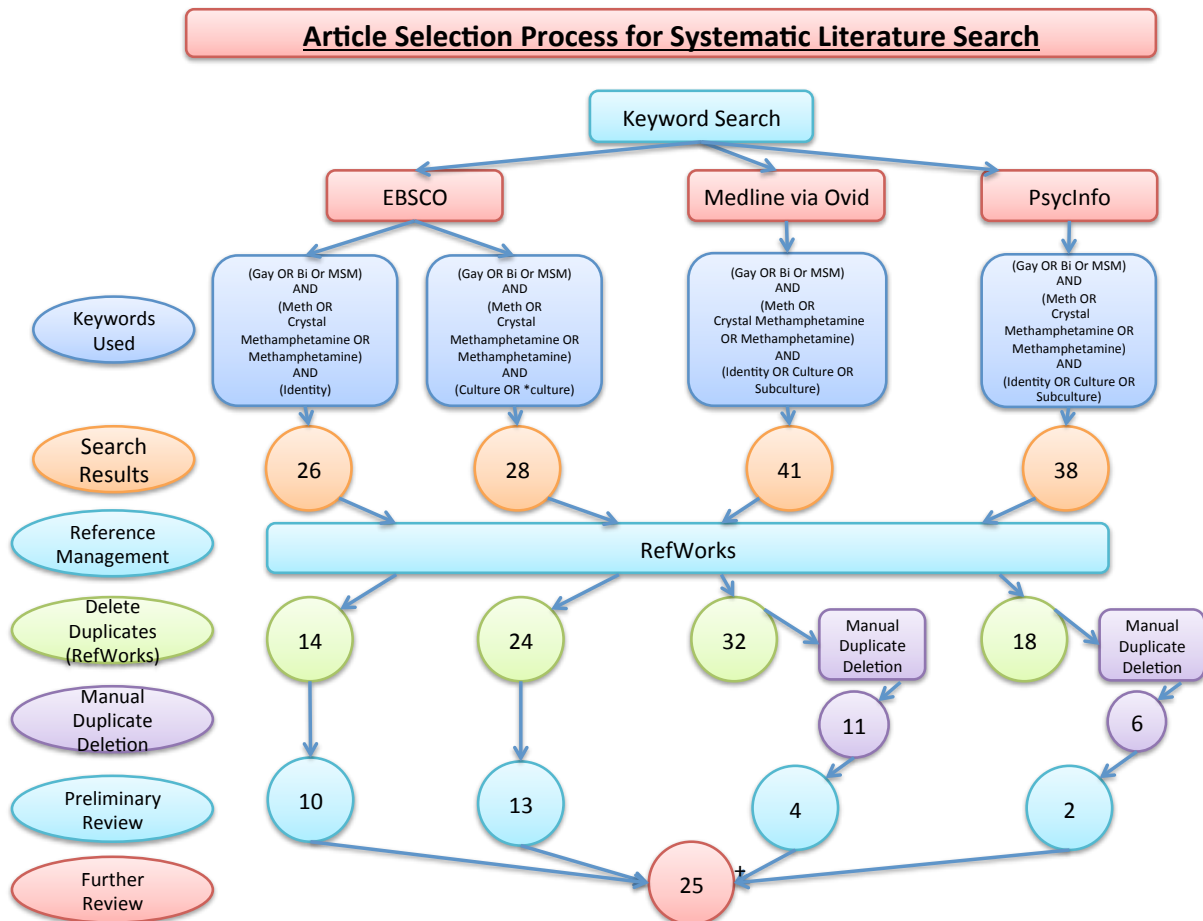 Article Selection Process for Systematic Literature Search
Keyword Search
EBSCO
Medline via Ovid
PsycInfo
Keywords
Used
(Gay OR Bi Or MSM)
AND
(Meth OR
Crystal
Methamphetamine OR
Methamphetamine)
AND
(Identity)
(Gay OR Bi Or MSM)
AND
(Meth OR
Crystal
Methamphetamine OR
Methamphetamine)
AND
(Culture OR *culture)
(Gay OR Bi Or MSM)
AND
(Meth OR
Crystal Methamphetamine
OR Methamphetamine)
AND
(Identity OR Culture OR
Subculture)
(Gay OR Bi Or MSM)
AND
(Meth OR
Crystal
Methamphetamine OR
Methamphetamine)
AND
(Identity OR Culture OR
Subculture)
Search
Results
26
28
41
38
Reference
Management
RefWorks
Delete
Duplicates
(RefWorks)
14
24
32
Manual
Duplicate
Deletion
18
Manual
Duplicate
Deletion
Manual
Duplicate
Deletion
11
6
Preliminary
Review
10
13
4
2
Further
Review
25
+